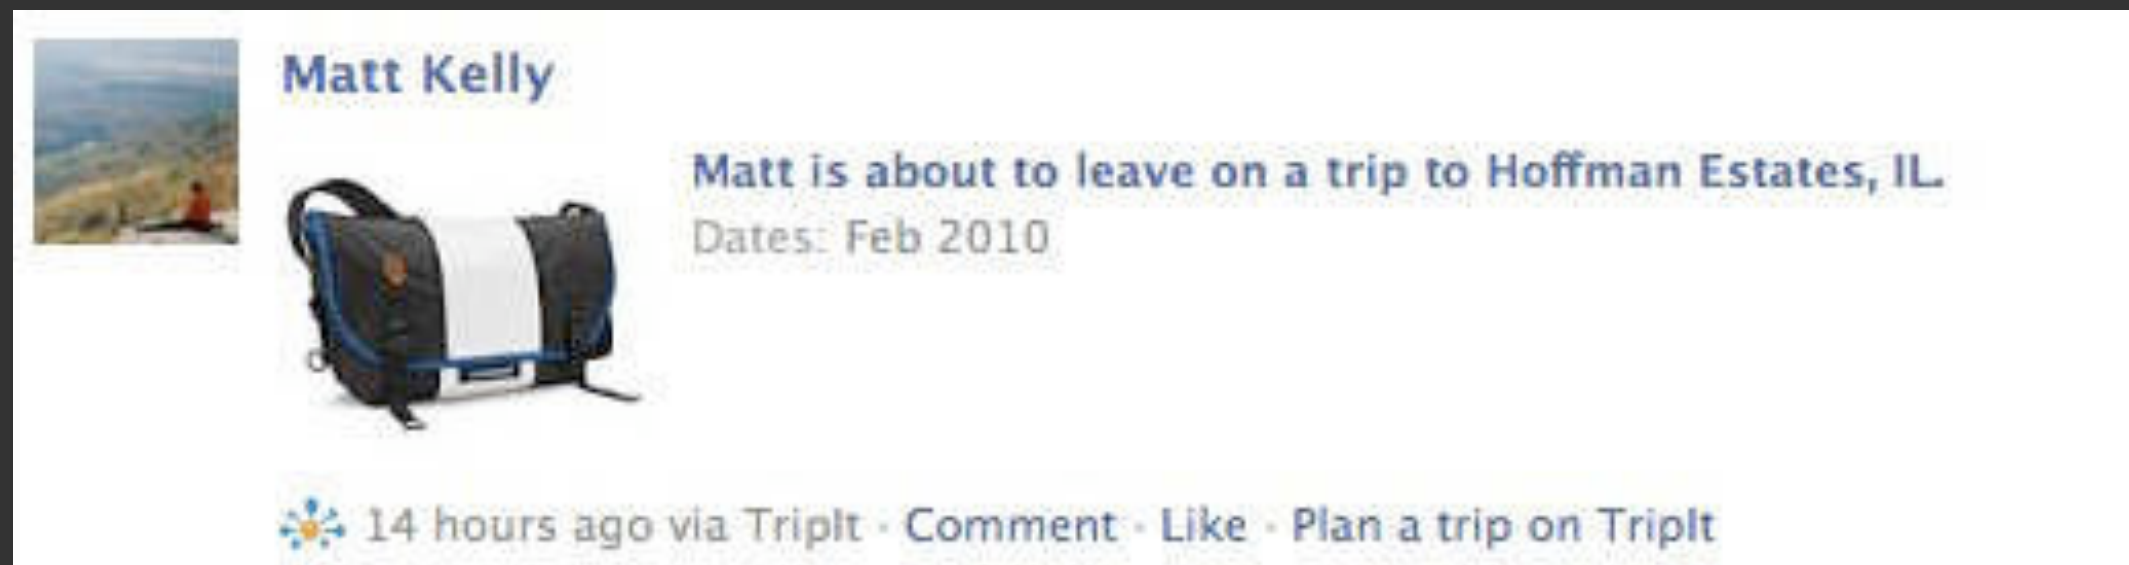 Matt Kelly
Matt is about to leave on a trip to Hoffman Estates, IL.
Dates: Feb 2010
14 hours ago via TripIt · Comment · Like · Plan a trip on TripIt